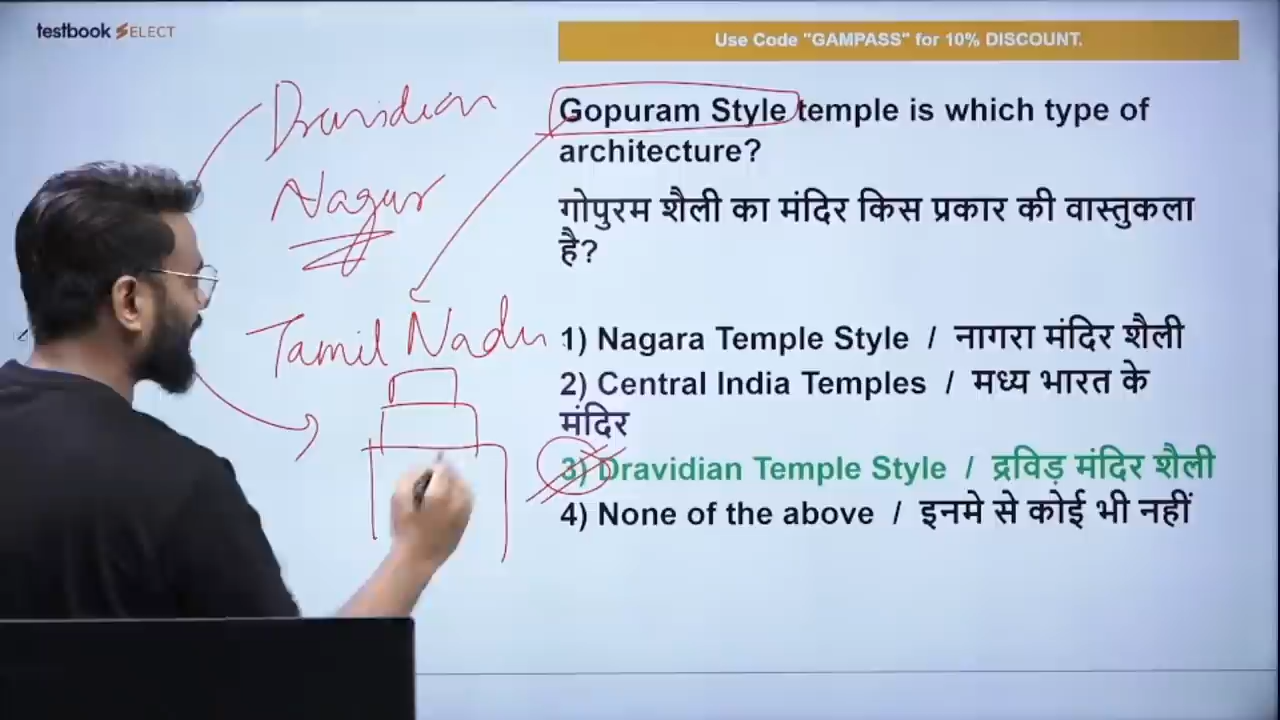 testbook SELECT
Use Code "GAMPASS" for 10% DISCOUNT.
Dravidian
Nagar
Tamil Nadu
Gopuram Style temple is which type of
architecture?
गोपुरम शैली का मंदिर किस प्रकार की वास्तुकला
है?
1) Nagara Temple Style / नागरा मंदिर शैली
2) Central India Temples / मध्य भारत के
मंदिर
3) Dravidian Temple Style / द्रविड़ मंदिर शैली
4) None of the above / इनमे से कोई भी नहीं